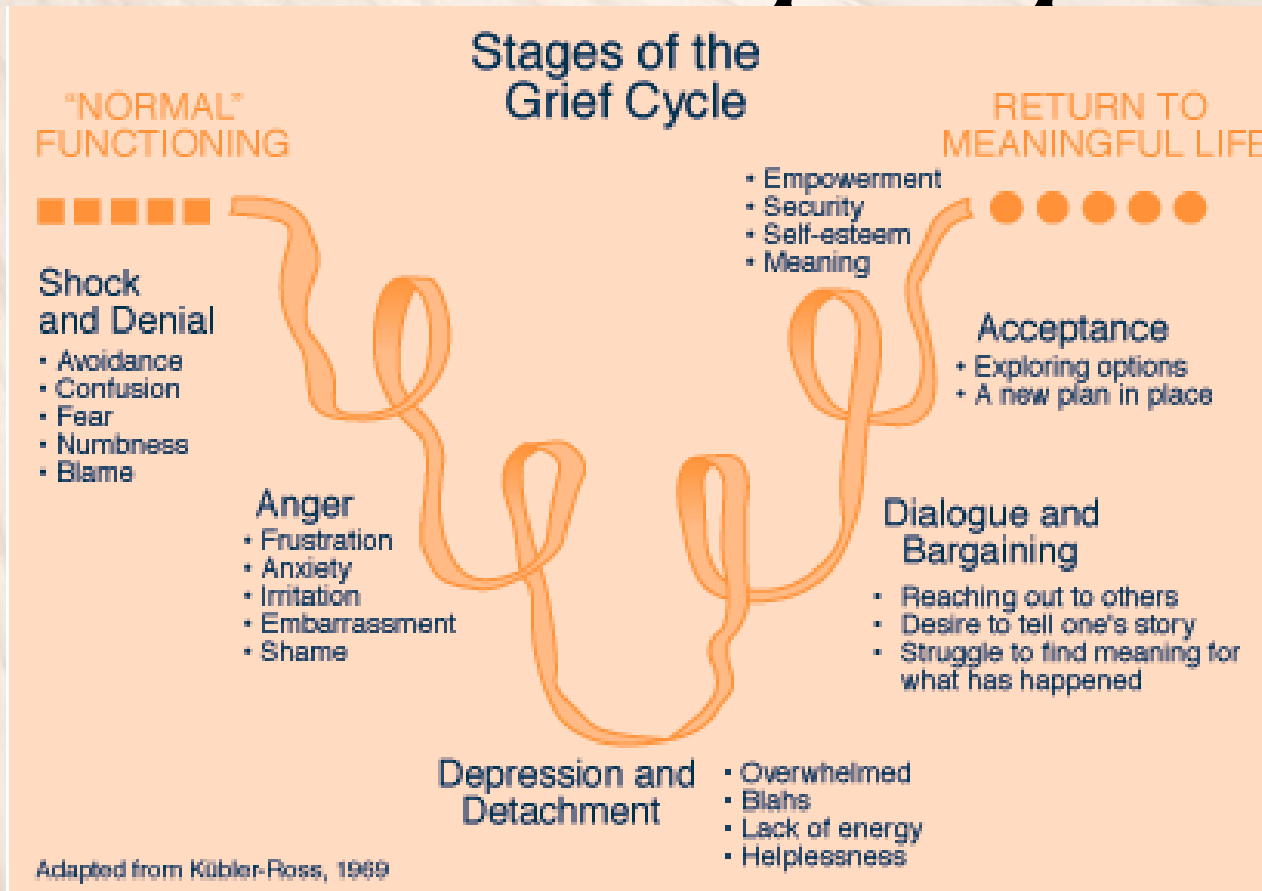 Stages of the
Grief Cycle
"NORMAL"
FUNCTIONING
RETURN TO
MEANINGFUL LIFE
• Empowerment
• Security
• Self-esteem
• Meaning
Shock
and Denial
• Avoidance
• Confusion
• Fear
• Numbness
• Blame
Anger
• Frustration
• Anxiety
• Irritation
• Embarrassment
• Shame
Depression and
Detachment
• Overwhelmed
• Blahs
• Lack of energy
• Helplessness
Dialogue and
Bargaining
• Reaching out to others
• Desire to tell one's story
• Struggle to find meaning for
what has happened
Acceptance
• Exploring options
• A new plan in place
Adapted from Kübler-Ross, 1969